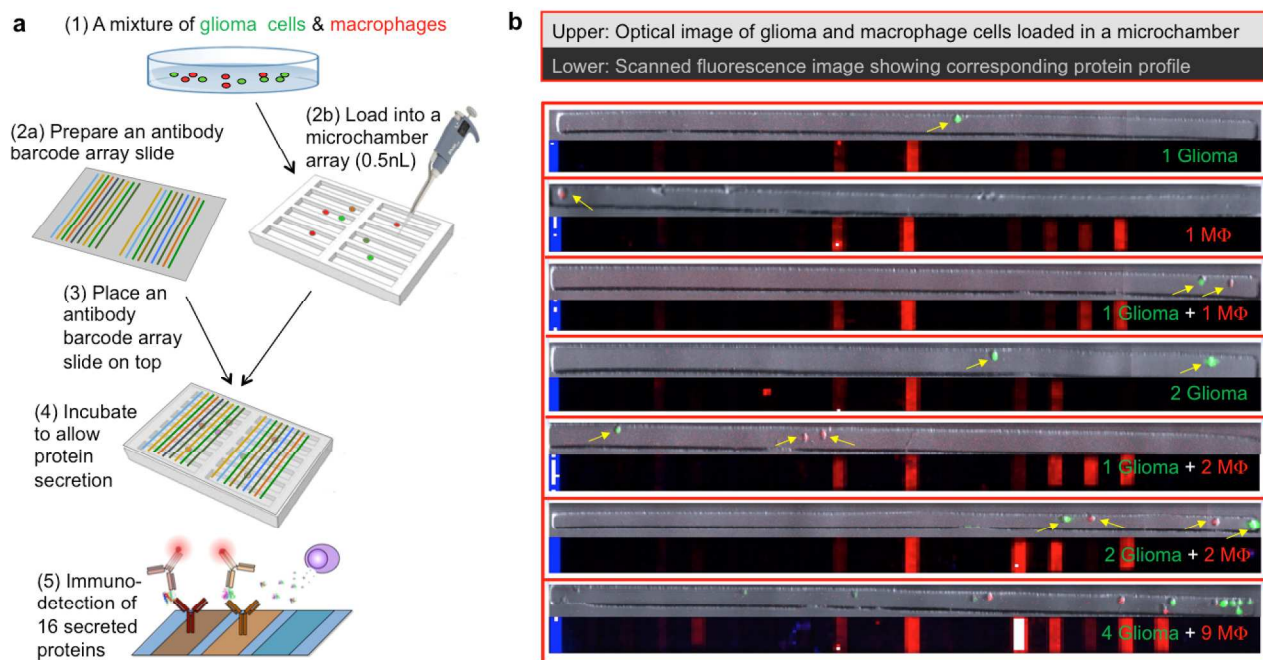 a
(1) A mixture of glioma cells & macrophages
(2a) Prepare an antibody
barcode array slide
(2b) Load into a
microchamber
array (0.5nL)
(3) Place an
antibody
barcode array
slide on top
(4) Incubate
to allow
protein
secretion
(5) Immuno-
detection of
16 secreted
proteins
b
Upper: Optical image of glioma and macrophage cells loaded in a microchamber
Lower: Scanned fluorescence image showing corresponding protein profile
1 Glioma
1 MΦ
1 Glioma + 1 MΦ
2 Glioma
1 Glioma + 2 MΦ
2 Glioma + 2 MΦ
4 Glioma + 9 MΦ